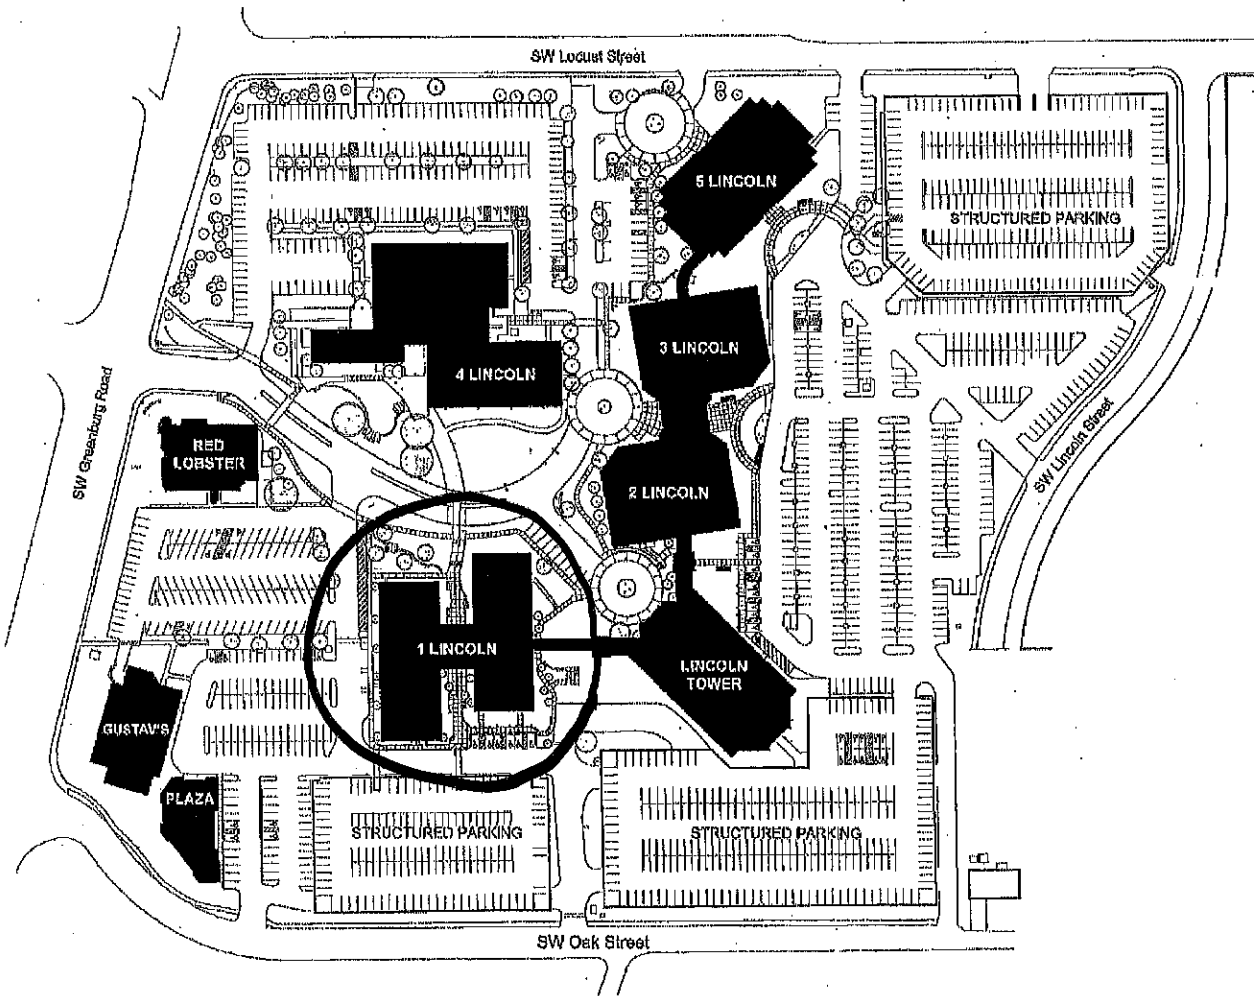 SW Locust Street
5 LINCOLN
STRUCTURED PARKING
3 LINCOLN
4 LINCOLN
SW Greenburg Road
RED
LOBSTER
SW Lincoln Street
2 LINCOLN
1 LINCOLN
LINCOLN
TOWER
GUSTAV'S
PLAZA
STRUCTURED PARKING
STRUCTURED PARKING
SW Oak Street